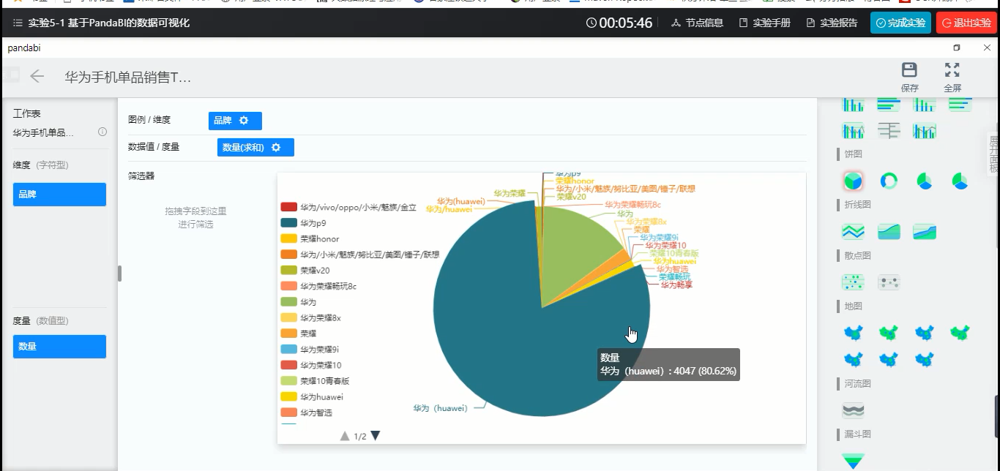 实验5-1 基于PandaBI的数据可视化
00:05:46
节点信息
实验手册
实验报告
完成实验
退出实验
pandabi
华为手机单品销售T…
保存
全屏
工作表
华为手机单品...
维度 (字符型)
品牌
度量 (数值型)
数量
图例 / 维度
品牌
数据值 / 度量
数量(求和)
筛选器
拖拽字段到这里
进行筛选
华为/vivo/oppo/小米/魅族/金立
华为p9
荣耀honor
华为/小米/魅族/努比亚/美图/锤子/联想
荣耀v20
华为荣耀畅玩8c
华为
华为荣耀8x
荣耀
华为荣耀9i
华为荣耀10
荣耀10青春版
华为huawei
华为智选
1/2
华为p9
荣耀honor
华为/小米/魅族/努比亚/美图/锤子/联想
荣耀v20
华为荣耀畅玩8c
华为
华为荣耀8x
荣耀
华为荣耀9i
华为荣耀10
荣耀10青春版
华为huawei
华为智选
荣耀畅玩
华为畅享
华为荣耀
华为(huawei)
华为/huawei
华为（huawei）
数量
华为（huawei）: 4047 (80.62%)
饼图
折线图
散点图
地图
河流图
漏斗图
展开面板